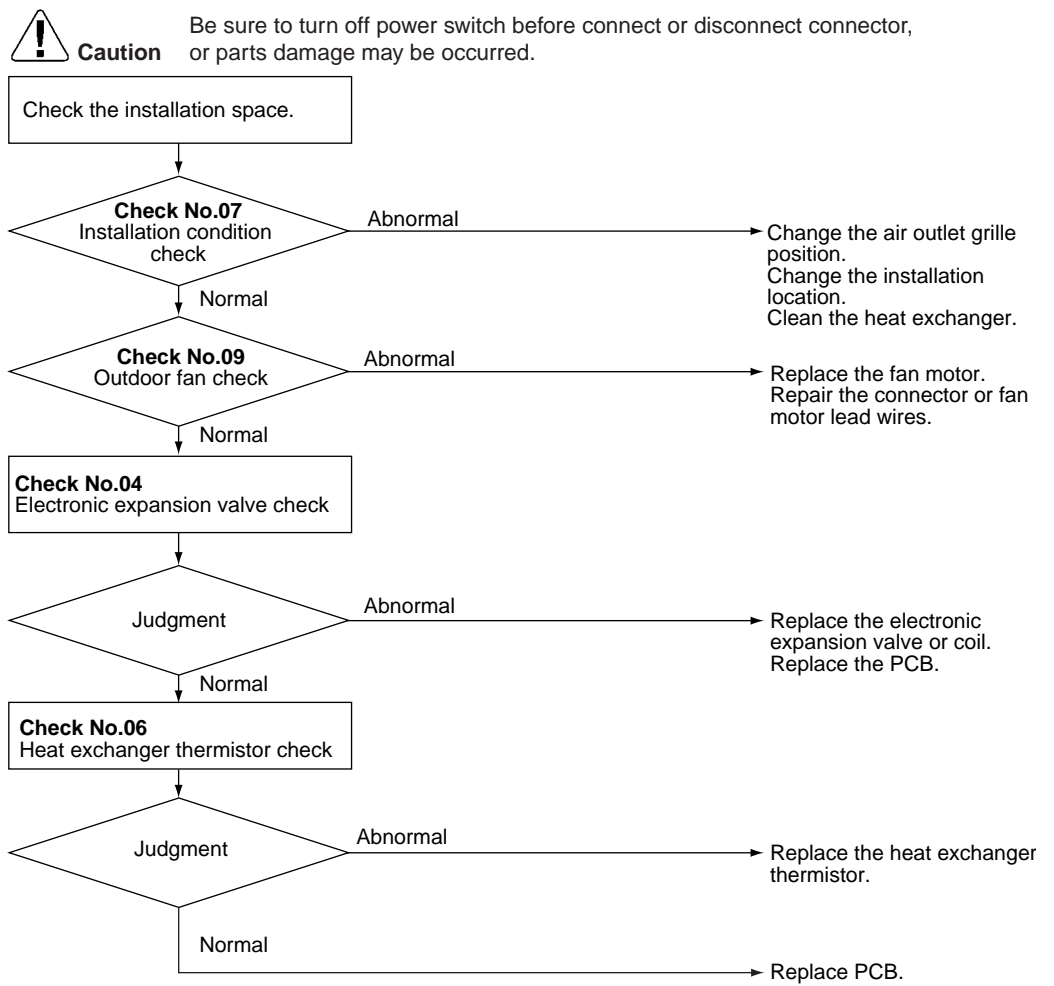 Be sure to turn off power switch before connect or disconnect connector,
Caution or parts damage may be occurred.
Check the installation space.
Check No.07
Installation condition
check
Abnormal
Change the air outlet grille
position.
Change the installation
location.
Clean the heat exchanger.
Normal
Check No.09
Outdoor fan check
Abnormal
Replace the fan motor.
Repair the connector or fan
motor lead wires.
Normal
Check No.04
Electronic expansion valve check
Judgment
Abnormal
Replace the electronic
expansion valve or coil.
Replace the PCB.
Normal
Check No.06
Heat exchanger thermistor check
Judgment
Abnormal
Replace the heat exchanger
thermistor.
Normal
Replace PCB.